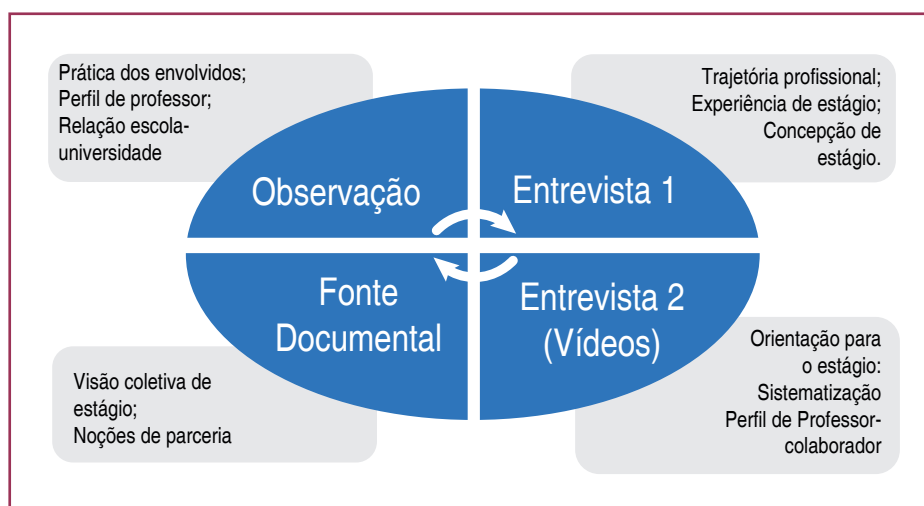 Prática dos envolvidos;
Perfil de professor;
Relação escola-
universidade
Trajetória profissional;
Experiência de estágio;
Concepção de
estágio.
Observação
Entrevista 1
Fonte
Documental
Entrevista 2
(Vídeos)
Visão coletiva de
estágio;
Noções de parceria
Orientação para
o estágio:
Sistematização
Perfil de Professor-
colaborador